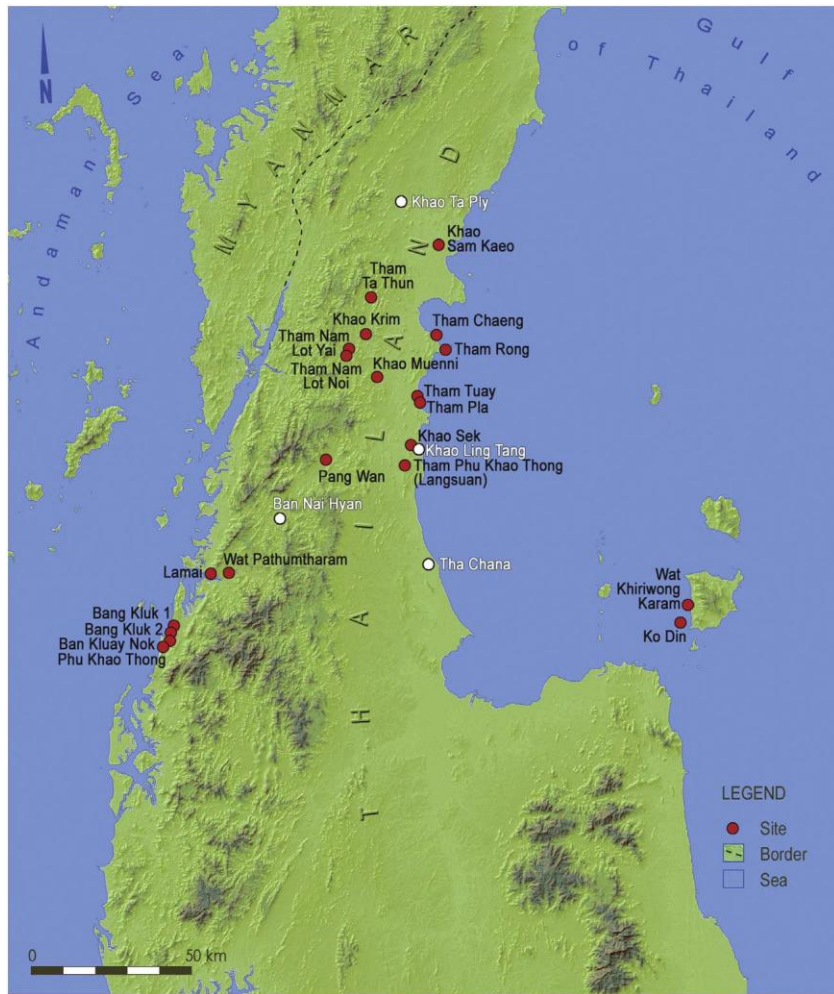 Gulf
of Thailand
Andaman Sea
N
MYANMAR
THAILAND
Khao Ta Ply
Khao
Sam Kaeo
Tham
Ta Thun
Khao Krim
Tham Chaeng
Tham Nam
Lot Yai
Tham Rong
Tham Nam
Lot Noi
Khao Muenni
Tham Tuay
Tham Pla
Khao Sek
Khao Ling Tang
Pang Wan
Tham Phu Khao Thong
(Langsuan)
Ban Nai Hyan
Tha Chana
Lamai
Wat Pathumtharam
Wat
Khiriwong
Karam
Ko Din
Bang Kluk 1
Bang Kluk 2
Ban Kluay Nok
Phu Khao Thong
LEGEND
Site
Border
Sea
0 50 km